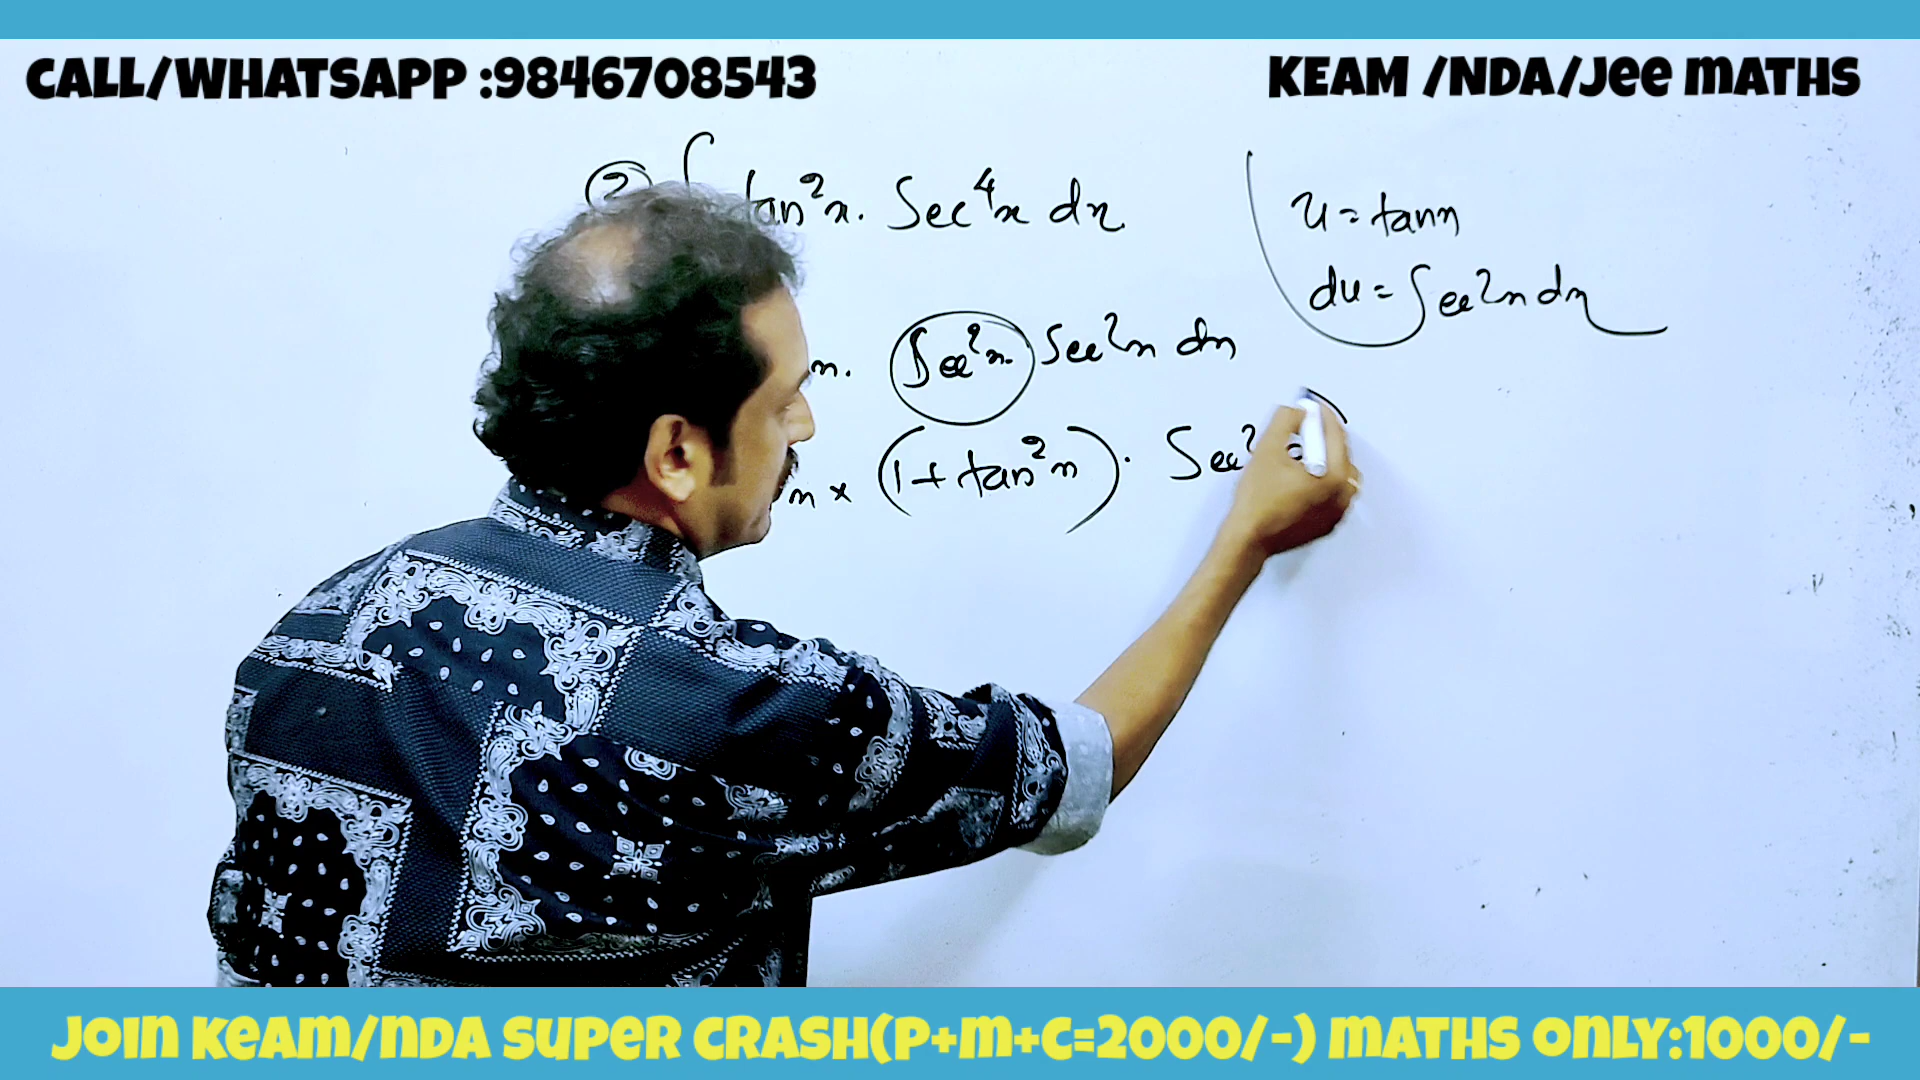 CALL/WHATSAPP :9846708543
KEAM /NDA/Jee maTHS
② ∫ tan²x. Sec⁴x dx
u = tanx
du = Sec²x dx
x. Sec²x. Sec²x dx
x × (1 + tan²x). Sec²
JOIN KEAM/NDA SUPER CRASH(P+M+C=2000/-) MATHS ONLY:1000/-